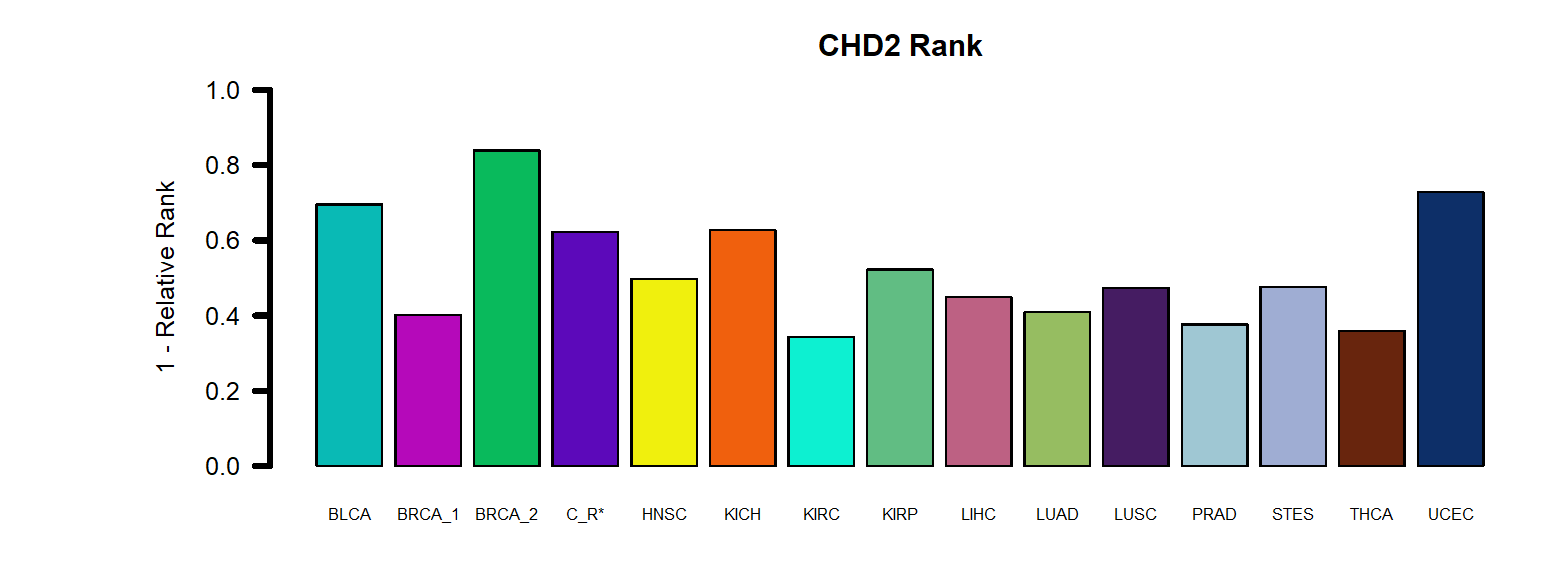 CHD2 Rank
1.0
0.8
0.6
0.4
0.2
0.0
1 - Relative Rank
BLCA BRCA_1 BRCA_2 C_R* HNSC KICH KIRC KIRP LIHC LUAD LUSC PRAD STES THCA UCEC